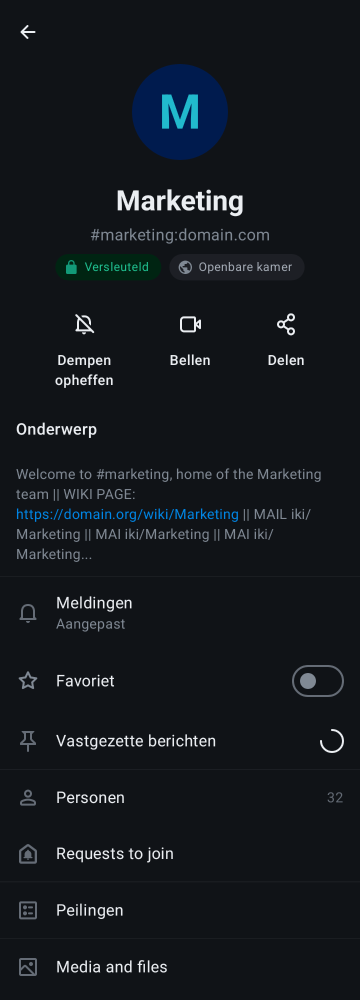 M
Marketing
#marketing:domain.com
Versleuteld
Openbare kamer
Dempen
opheffen
Bellen
Delen
Onderwerp
Welcome to #marketing, home of the Marketing
team || WIKI PAGE:
https://domain.org/wiki/Marketing || MAIL iki/
Marketing || MAI iki/Marketing || MAI iki/
Marketing...
Meldingen
Aangepast
Favoriet
Vastgezette berichten
Personen 32
Requests to join
Peilingen
Media and files